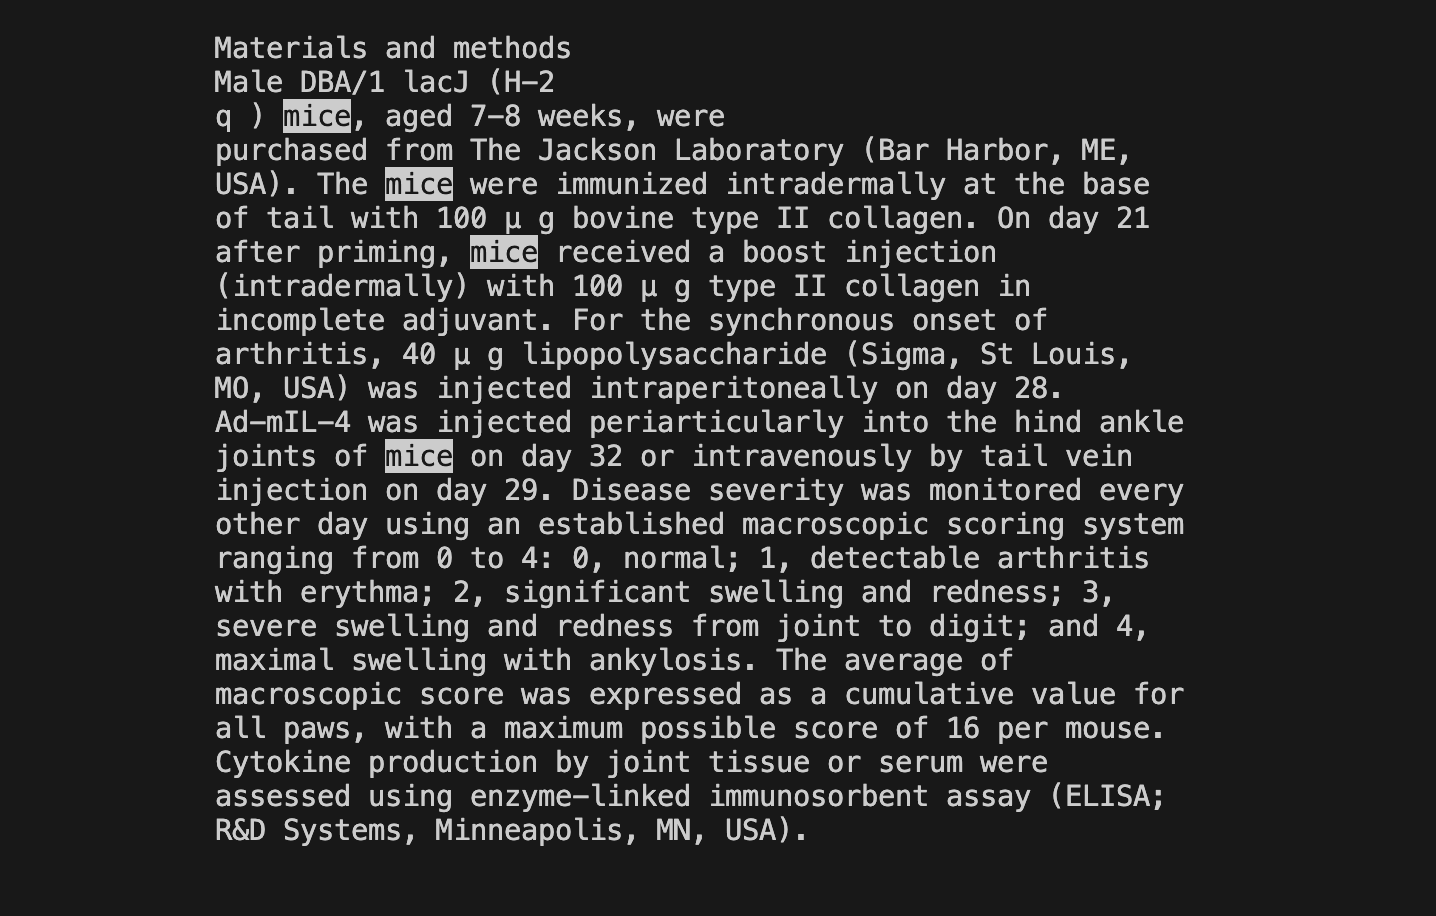 Materials and methods
Male DBA/1 lacJ (H-2
q ) mice, aged 7-8 weeks, were
purchased from The Jackson Laboratory (Bar Harbor, ME,
USA). The mice were immunized intradermally at the base
of tail with 100 μ g bovine type II collagen. On day 21
after priming, mice received a boost injection
(intradermally) with 100 μ g type II collagen in
incomplete adjuvant. For the synchronous onset of
arthritis, 40 μ g lipopolysaccharide (Sigma, St Louis,
MO, USA) was injected intraperitoneally on day 28.
Ad-mIL-4 was injected periarticularly into the hind ankle
joints of mice on day 32 or intravenously by tail vein
injection on day 29. Disease severity was monitored every
other day using an established macroscopic scoring system
ranging from 0 to 4: 0, normal; 1, detectable arthritis
with erythma; 2, significant swelling and redness; 3,
severe swelling and redness from joint to digit; and 4,
maximal swelling with ankylosis. The average of
macroscopic score was expressed as a cumulative value for
all paws, with a maximum possible score of 16 per mouse.
Cytokine production by joint tissue or serum were
assessed using enzyme-linked immunosorbent assay (ELISA;
R&D Systems, Minneapolis, MN, USA).